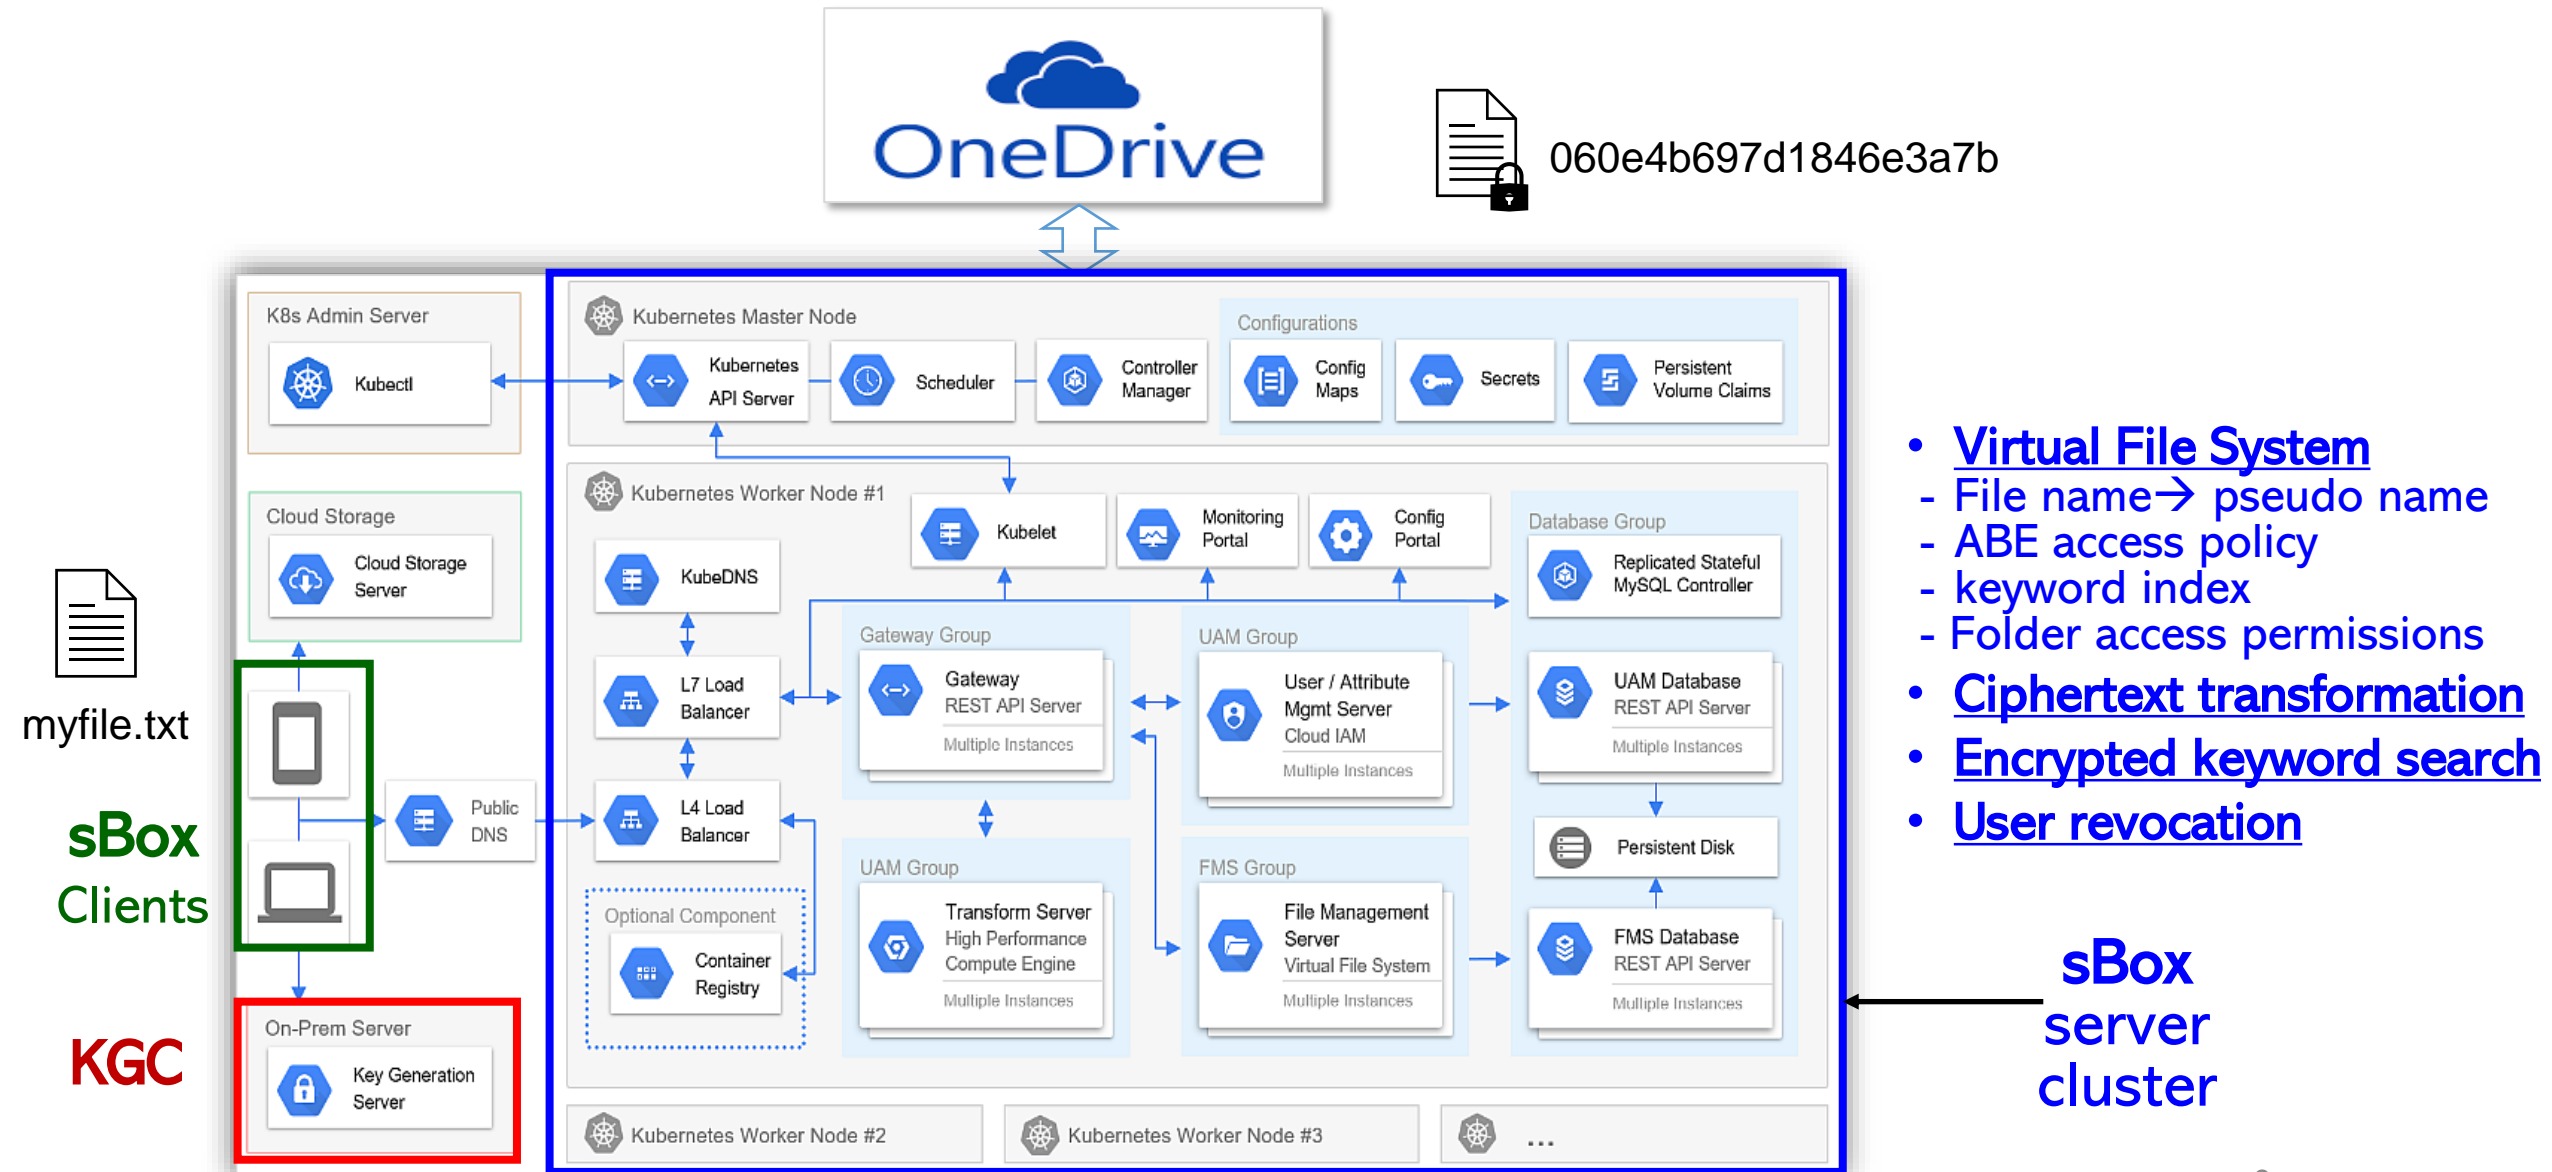 OneDrive
060e4b697d1846e3a7b
K8s Admin Server
Kubectl
Kubernetes Master Node
Kubernetes
API Server
Scheduler
Controller
Manager
Configurations
Config
Maps
Secrets
Persistent
Volume Claims
Cloud Storage
Cloud Storage
Server
myfile.txt
sBox
Clients
Public
DNS
KGC
On-Prem Server
Key Generation
Server
Kubernetes Worker Node #1
KubeDNS
L7 Load
Balancer
L4 Load
Balancer
Optional Component
Container
Registry
Kubelet
Monitoring
Portal
Config
Portal
Gateway Group
Gateway
REST API Server
Multiple Instances
UAM Group
User / Attribute
Mgmt Server
Cloud IAM
Multiple Instances
UAM Group
Transform Server
High Performance
Compute Engine
Multiple Instances
FMS Group
File Management
Server
Virtual File System
Multiple Instances
Database Group
Replicated Stateful
MySQL Controller
UAM Database
REST API Server
Multiple Instances
Persistent Disk
FMS Database
REST API Server
Multiple Instances
Kubernetes Worker Node #2
Kubernetes Worker Node #3
...
• Virtual File System
- File name→ pseudo name
- ABE access policy
- keyword index
- Folder access permissions
• Ciphertext transformation
• Encrypted keyword search
• User revocation
sBox
server
cluster